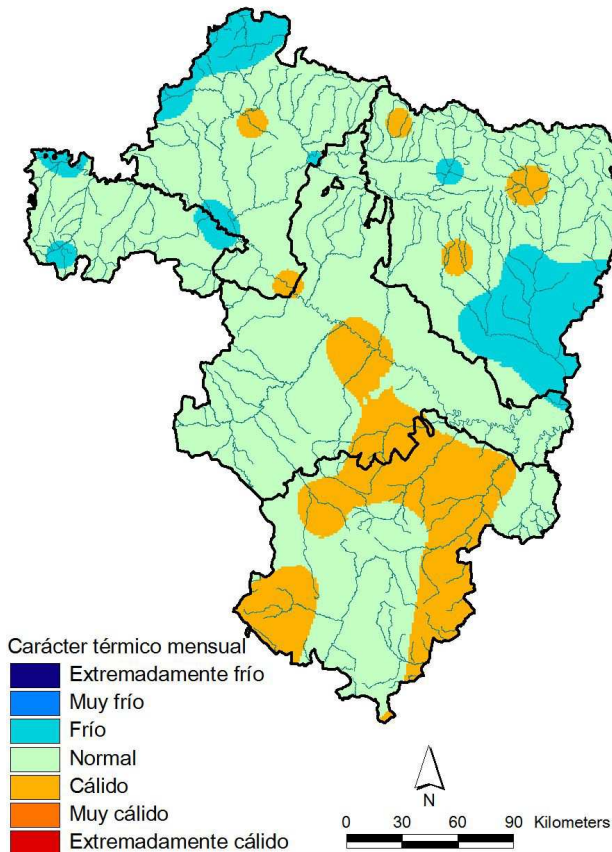 Carácter térmico mensual
Extremadamente frío
Muy frío
Frío
Normal
Cálido
Muy cálido
Extremadamente cálido
N
0 30 60 90 Kilometers